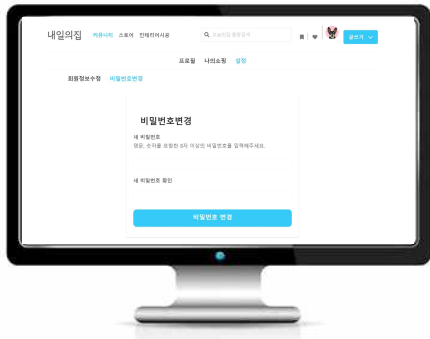 내일의집 커뮤니티 스토어 인테리어시공 글쓰기
프로필 나의쇼핑 설정
회원정보수정 비밀번호변경
비밀번호변경
새 비밀번호
영문, 숫자를 포함한 8자 이상의 비밀번호를 입력해주세요.
새 비밀번호 확인
비밀번호 변경